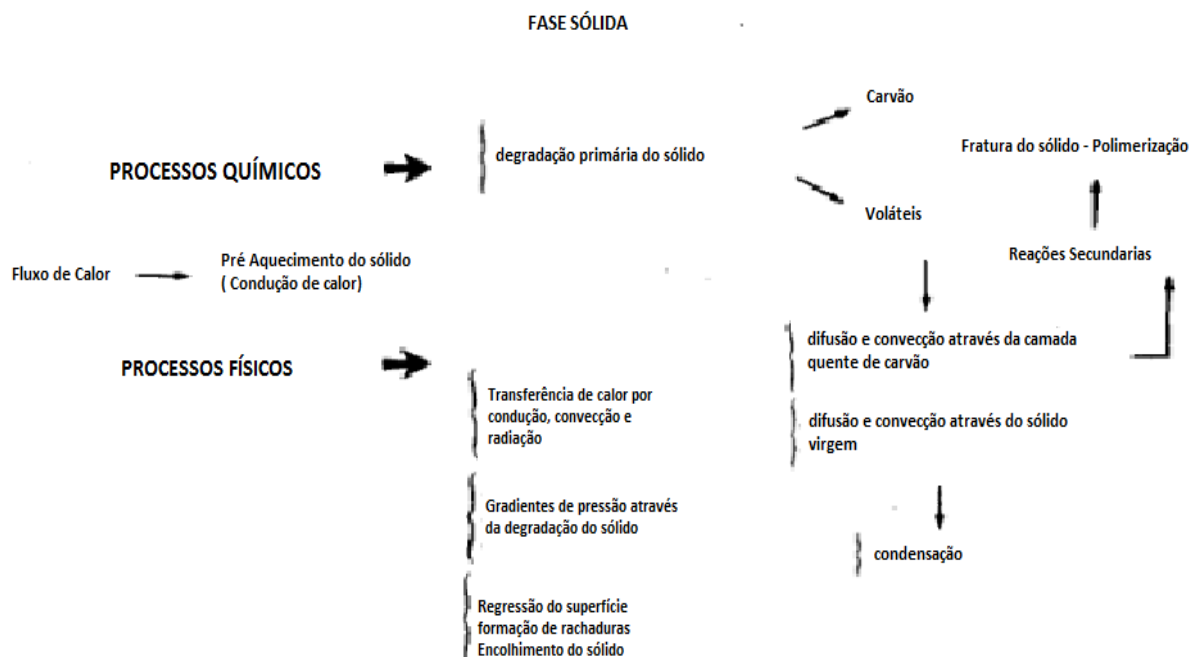 FASE SÓLIDA
PROCESSOS QUÍMICOS
degradação primária do sólido
Carvão
Voláteis
Fratura do sólido - Polimerização
Reações Secundarias
Fluxo de Calor
Pré Aquecimento do sólido
( Condução de calor)
PROCESSOS FÍSICOS
Transferência de calor por
condução, convecção e
radiação
Gradientes de pressão através
da degradação do sólido
Regressão do superfície
formação de rachaduras
Encolhimento do sólido
difusão e convecção através da camada
quente de carvão
difusão e convecção através do sólido
virgem
condensação